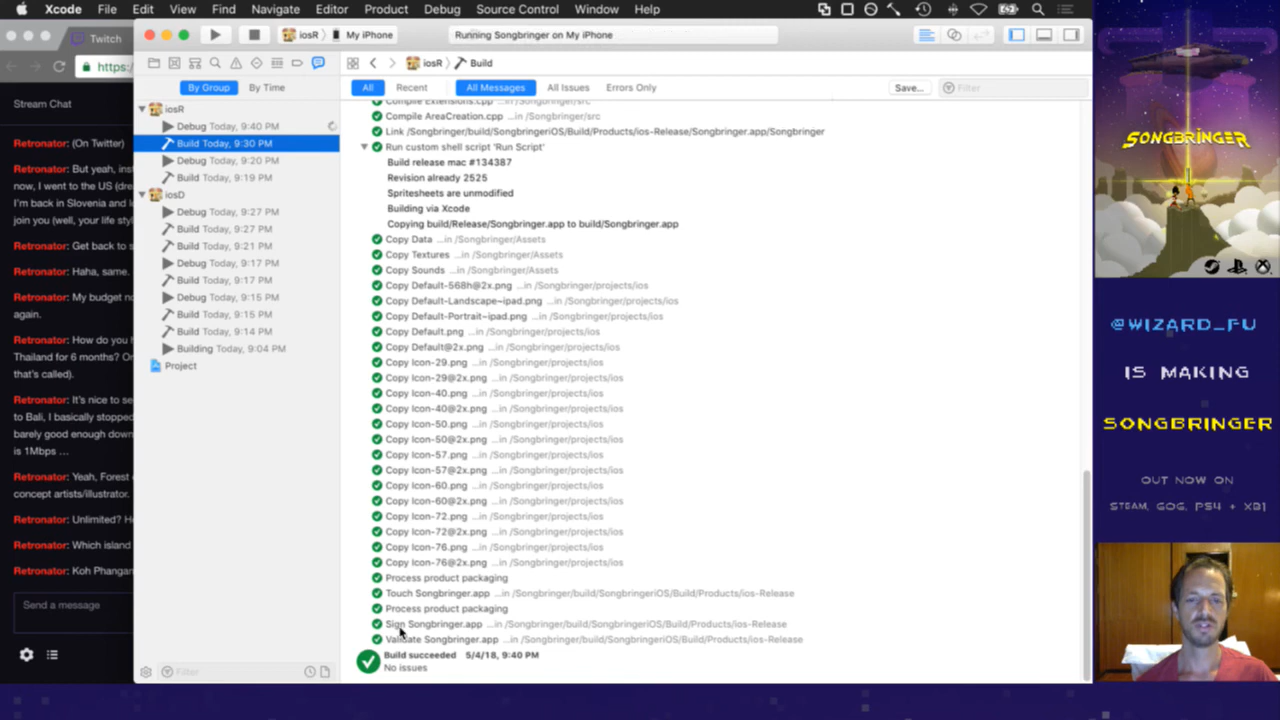 Xcode File Edit View Find Navigate Editor Product Debug Source Control Window Help
Twitch
iosR My iPhone
Running Songbringer on My iPhone
https:
iosR Build
By Group By Time
All Recent All Messages All Issues Errors Only Save... Filter
Stream Chat
Retronator: (On Twitter)
Retronator: But yeah, ins
now, I went to the US (dre
I'm back in Slovenia and l
join you (well, your life sty
Retronator: Get back to s
Retronator: Haha, same.
Retronator: My budget no
again.
Retronator: How do you h
Thailand for 6 months? Or
that's called).
Retronator: It's nice to se
to Bali, I basically stopped
barely good enough down
is 1Mbps ...
Retronator: Yeah, Forest o
concept artists/illustrator.
Retronator: Unlimited? Ho
Retronator: Which island
Retronator: Koh Phangan
Send a message
iosR
Debug Today, 9:40 PM
Build Today, 9:30 PM
Debug Today, 9:20 PM
Build Today, 9:19 PM
iosD
Debug Today, 9:27 PM
Build Today, 9:27 PM
Build Today, 9:21 PM
Debug Today, 9:17 PM
Build Today, 9:17 PM
Debug Today, 9:15 PM
Build Today, 9:15 PM
Build Today, 9:14 PM
Building Today, 9:04 PM
Project
Filter
Compile Extensions.cpp ...in /Songbringer/src
Compile AreaCreation.cpp ...in /Songbringer/src
Link /Songbringer/build/SongbringeriOS/Build/Products/ios-Release/Songbringer.app/Songbringer
Run custom shell script 'Run Script'
Build release mac #134387
Revision already 2525
Spritesheets are unmodified
Building via Xcode
Copying build/Release/Songbringer.app to build/Songbringer.app
Copy Data ...in /Songbringer/Assets
Copy Textures ...in /Songbringer/Assets
Copy Sounds ...in /Songbringer/Assets
Copy Default-568h@2x.png ...in /Songbringer/projects/ios
Copy Default-Landscape~ipad.png ...in /Songbringer/projects/ios
Copy Default-Portrait~ipad.png ...in /Songbringer/projects/ios
Copy Default.png ...in /Songbringer/projects/ios
Copy Default@2x.png ...in /Songbringer/projects/ios
Copy Icon-29.png ...in /Songbringer/projects/ios
Copy Icon-29@2x.png ...in /Songbringer/projects/ios
Copy Icon-40.png ...in /Songbringer/projects/ios
Copy Icon-40@2x.png ...in /Songbringer/projects/ios
Copy Icon-50.png ...in /Songbringer/projects/ios
Copy Icon-50@2x.png ...in /Songbringer/projects/ios
Copy Icon-57.png ...in /Songbringer/projects/ios
Copy Icon-57@2x.png ...in /Songbringer/projects/ios
Copy Icon-60.png ...in /Songbringer/projects/ios
Copy Icon-60@2x.png ...in /Songbringer/projects/ios
Copy Icon-72.png ...in /Songbringer/projects/ios
Copy Icon-72@2x.png ...in /Songbringer/projects/ios
Copy Icon-76.png ...in /Songbringer/projects/ios
Copy Icon-76@2x.png ...in /Songbringer/projects/ios
Process product packaging
Touch Songbringer.app ...in /Songbringer/build/SongbringeriOS/Build/Products/ios-Release
Process product packaging
Sign Songbringer.app ...in /Songbringer/build/SongbringeriOS/Build/Products/ios-Release
Validate Songbringer.app ...in /Songbringer/build/SongbringeriOS/Build/Products/ios-Release
Build succeeded 5/4/18, 9:40 PM
No issues
SONGBRINGER
@WIZARD_FU
IS MAKING
SONGBRINGER
OUT NOW ON
STEAM, GOG, PS4 + XB1